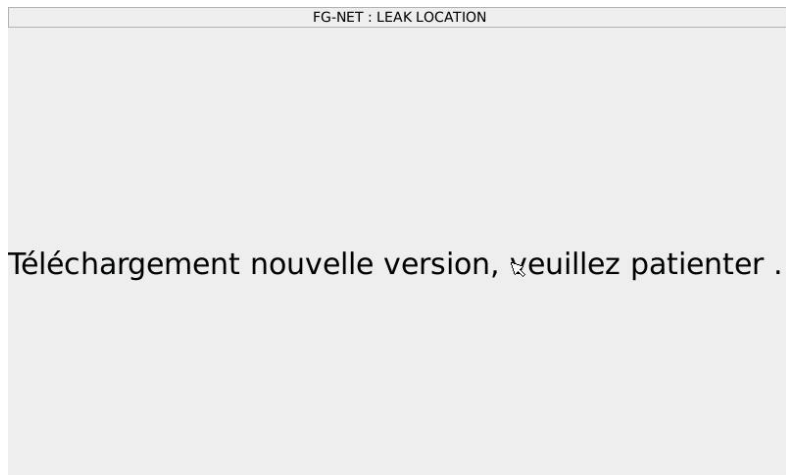 FG-NET : LEAK LOCATION
Téléchargement nouvelle version, veuillez patienter .